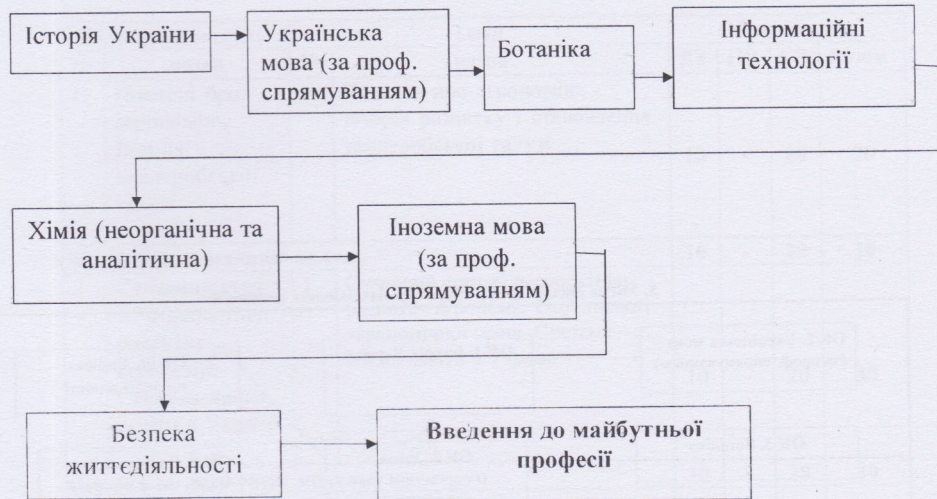 Історія України
Українська
мова (за проф.
спрямуванням)
Ботаніка
Інформаційні
технології
Хімія (неорганічна та
аналітична)
Іноземна мова
(за проф.
спрямуванням)
Безпека
життєдіяльності
Введення до майбутньої
професії